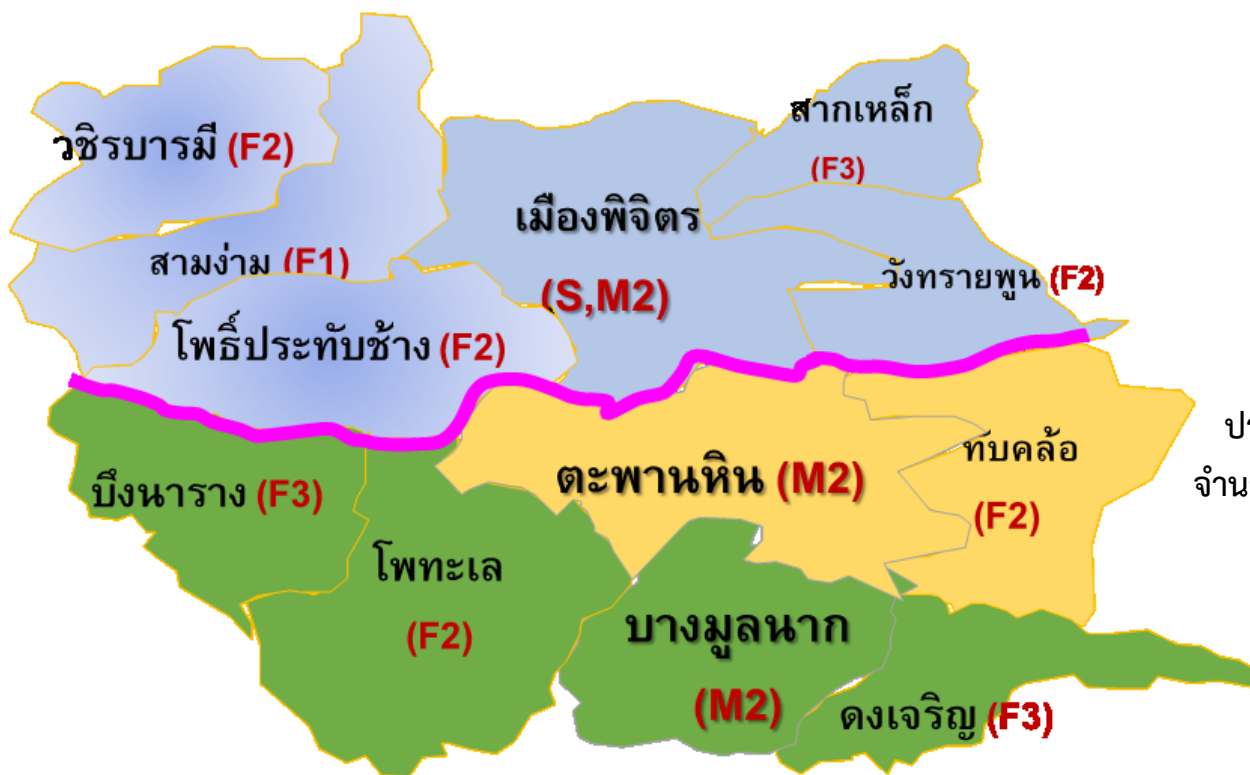 วชิรบารมี (F2)
สากเหล็ก
(F3)
เมืองพิจิตร
(S,M2)
สามง่าม (F1)
วังทรายพูน (F2)
โพธิ์ประทับช้าง (F2)
ตะพานหิน (M2)
ทับคล้อ
(F2)
บึงนาราง (F3)
โพทะเล
(F2)
บางมูลนาก
(M2)
ดงเจริญ (F3)